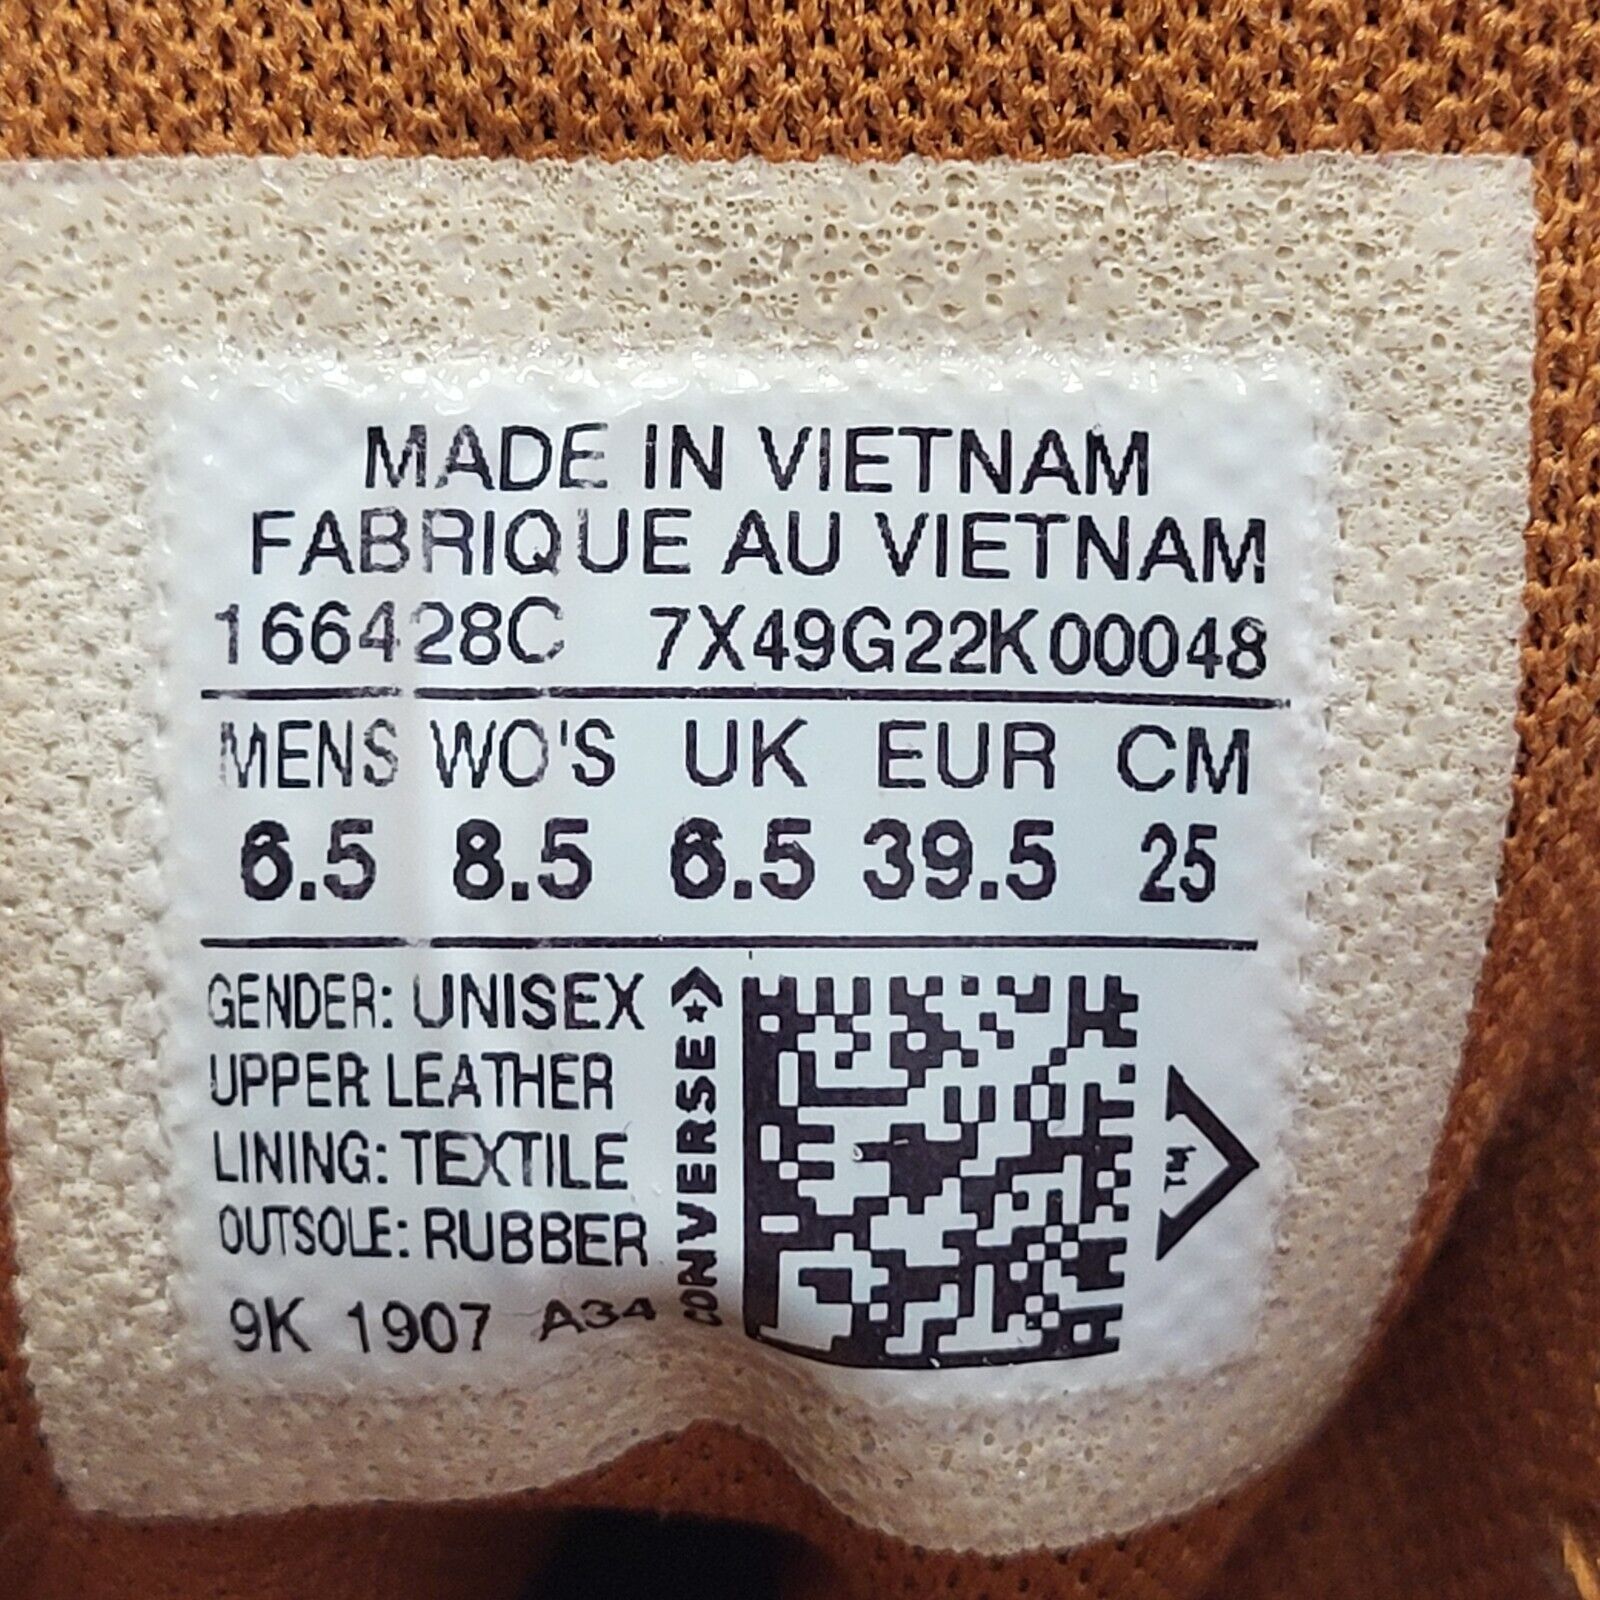 MADE IN VIETNAM
FABRIQUE AU VIETNAM
166428C 7X49G22K00048
MENS WO'S UK EUR CM
6.5 8.5 6.5 39.5 25
GENDER: UNISEX
UPPER LEATHER
LINING: TEXTILE
OUTSOLE: RUBBER
9K 1907 A34
CONVERSE